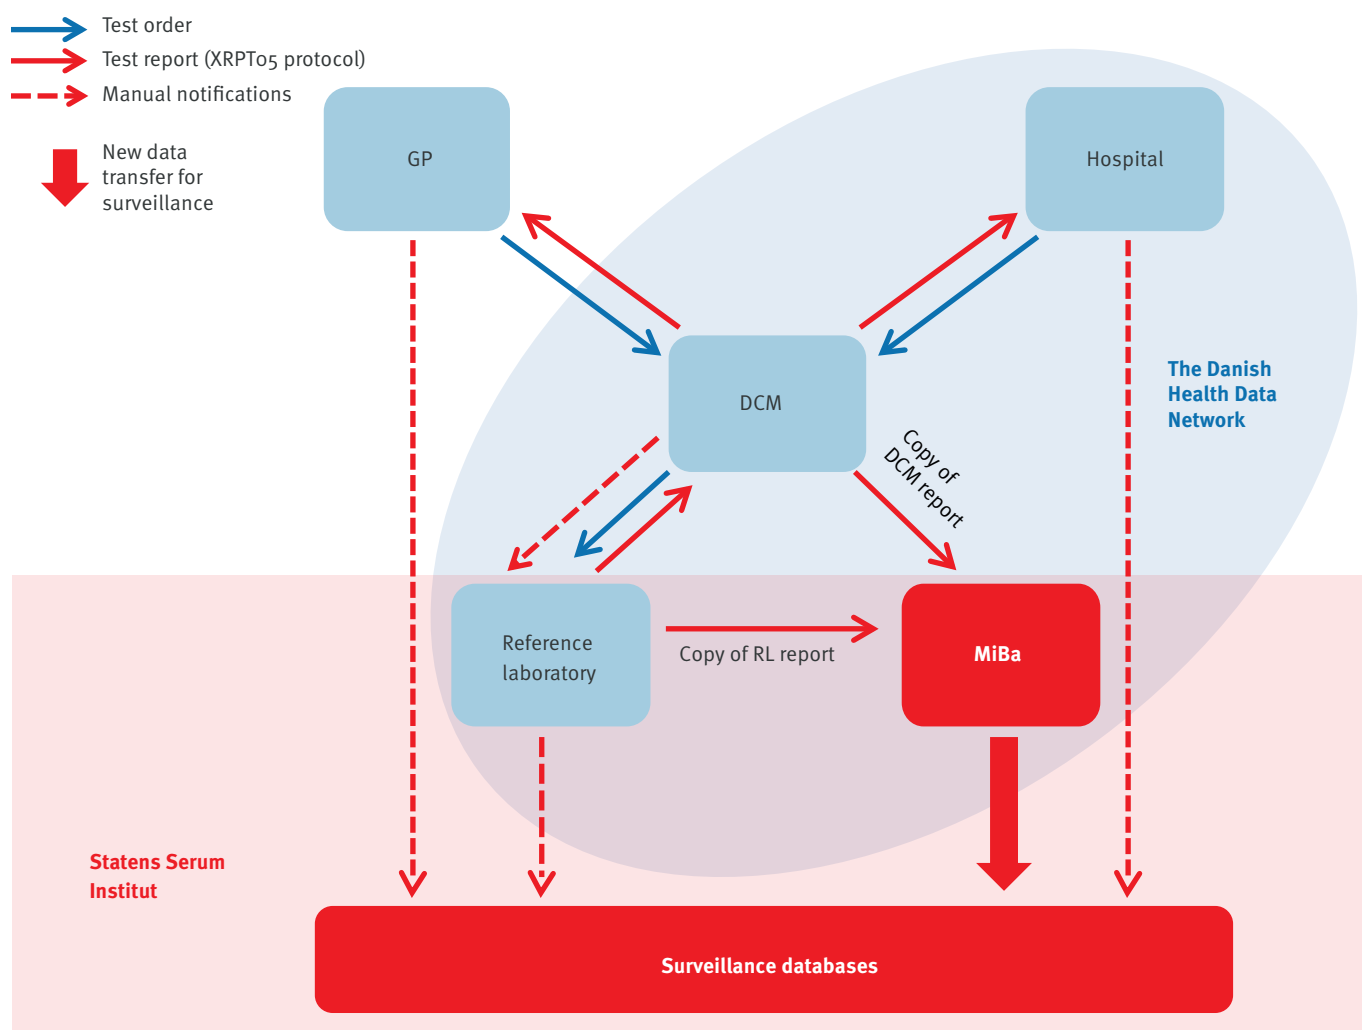 Test order
Test report (XRPT05 protocol)
Manual notifications
New data
transfer for
surveillance
GP
Hospital
DCM
The Danish
Health Data
Network
Copy of
DCM report
Reference
laboratory
Copy of RL report
MiBa
Statens Serum
Institut
Surveillance databases